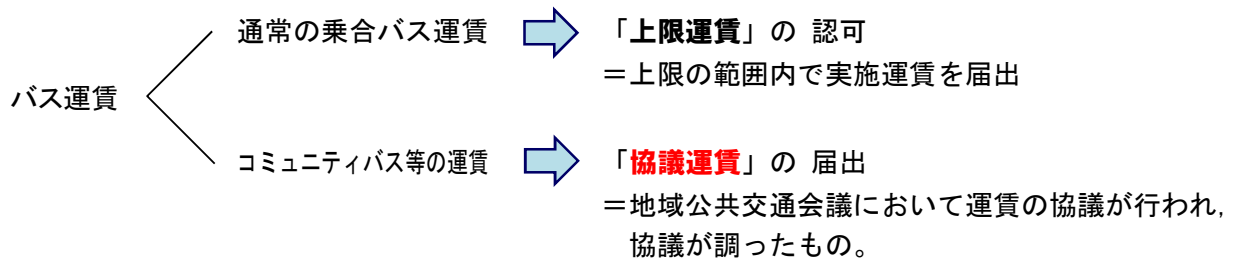 バス運賃
通常の乗合バス運賃
「上限運賃」の 認可
＝上限の範囲内で実施運賃を届出
コミュニティバス等の運賃
「協議運賃」の 届出
＝地域公共交通会議において運賃の協議が行われ，
協議が調ったもの。